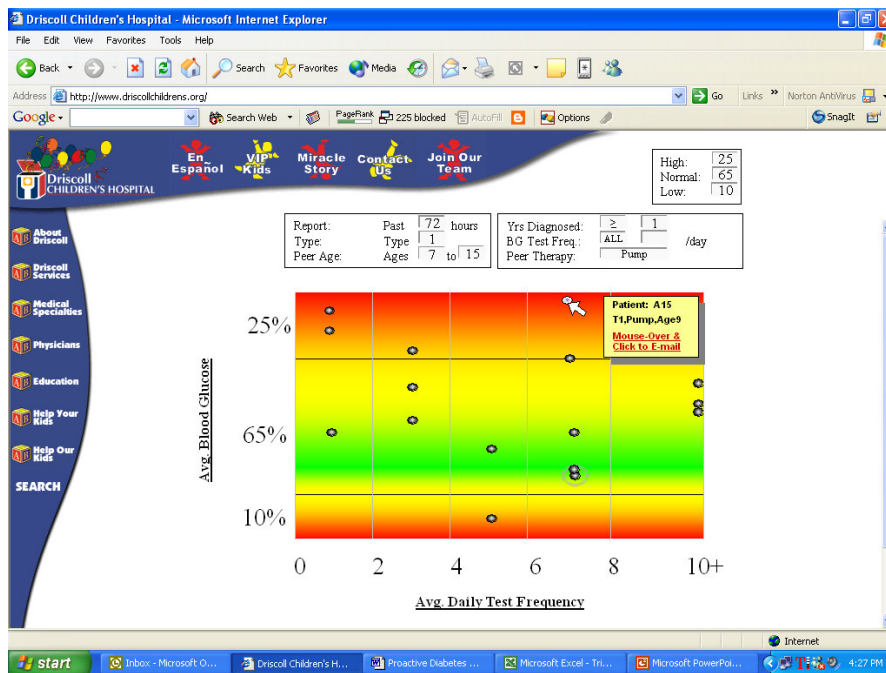 Driscoll Children's Hospital - Microsoft Internet Explorer
File Edit View Favorites Tools Help
Back Search Favorites Media
Address http://www.driscollchildrens.org/ Go Links » Norton AntiVirus
Google Search Web PageRank 225 blocked AutoFill Options SnagIt
Driscoll
CHILDREN'S HOSPITAL
En
Español
VIP
Kids
Miracle
Story
Contact
Us
Join Our
Team
High: 25
Normal: 65
Low: 10
Report: Past 72 hours
Type: Type 1
Peer Age: Ages 7 to 15
Yrs Diagnosed: ≥ 1
BG Test Freq.: ALL /day
Peer Therapy: Pump
About
Driscoll
Driscoll
Services
Medical
Specialties
Physicians
Education
Help Your
Kids
Help Our
Kids
SEARCH
Patient: A15
T1,Pump,Age9
Mouse-Over &
Click to E-mail
Avg. Blood Glucose
25%
65%
10%
0 2 4 6 8 10+
Avg. Daily Test Frequency
Internet
start Inbox - Microsoft O... Driscoll Children's H... Proactive Diabetes ... Microsoft Excel - Tri... Microsoft PowerPoi... 4:27 PM